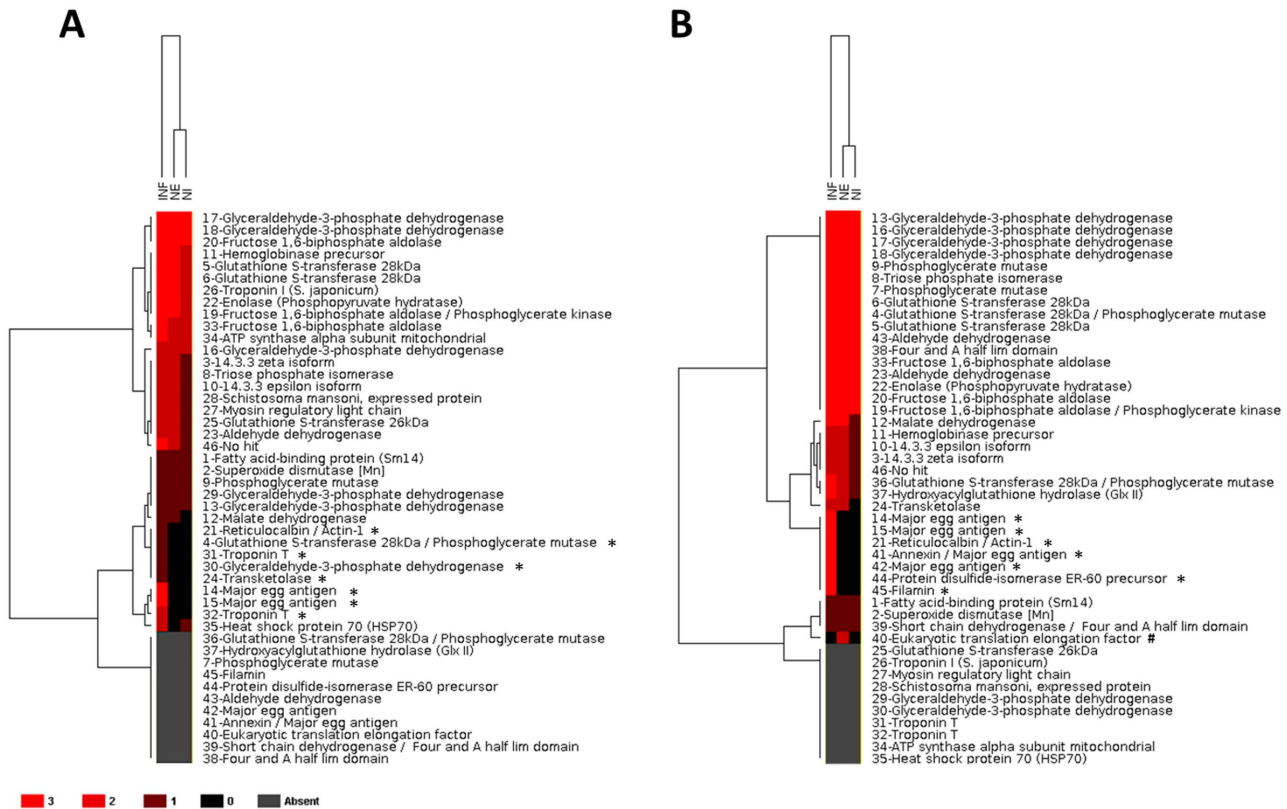 A
INF NE NI
17-Glyceraldehyde-3-phosphate dehydrogenase
18-Glyceraldehyde-3-phosphate dehydrogenase
20-Fructose 1,6-biphosphate aldolase
11-Hemoglobinase precursor
5-Glutathione S-transferase 28kDa
6-Glutathione S-transferase 28kDa
26-Troponin I (S. japonicum)
22-Enolase (Phosphopyruvate hydratase)
19-Fructose 1,6-biphosphate aldolase / Phosphoglycerate kinase
33-Fructose 1,6-biphosphate aldolase
34-ATP synthase alpha subunit mitochondrial
16-Glyceraldehyde-3-phosphate dehydrogenase
3-14.3.3 zeta isoform
8-Triose phosphate isomerase
10-14.3.3 epsilon isoform
28-Schistosoma mansoni, expressed protein
27-Myosin regulatory light chain
25-Glutathione S-transferase 26kDa
23-Aldehyde dehydrogenase
46-No hit
1-Fatty acid-binding protein (Sm14)
2-Superoxide dismutase [Mn]
9-Phosphoglycerate mutase
29-Glyceraldehyde-3-phosphate dehydrogenase
13-Glyceraldehyde-3-phosphate dehydrogenase
12-Malate dehydrogenase
21-Reticulocalbin / Actin-1 *
4-Glutathione S-transferase 28kDa / Phosphoglycerate mutase *
31-Troponin T *
30-Glyceraldehyde-3-phosphate dehydrogenase *
24-Transketolase *
14-Major egg antigen *
15-Major egg antigen *
32-Troponin T *
35-Heat shock protein 70 (HSP70)
36-Glutathione S-transferase 28kDa / Phosphoglycerate mutase
37-Hydroxyacylglutathione hydrolase (Glx II)
7-Phosphoglycerate mutase
45-Filamin
44-Protein disulfide-isomerase ER-60 precursor
43-Aldehyde dehydrogenase
42-Major egg antigen
41-Annexin / Major egg antigen
40-Eukaryotic translation elongation factor
39-Short chain dehydrogenase / Four and A half lim domain
38-Four and A half lim domain
3 2 1 0 Absent
B
INF NE NI
13-Glyceraldehyde-3-phosphate dehydrogenase
16-Glyceraldehyde-3-phosphate dehydrogenase
17-Glyceraldehyde-3-phosphate dehydrogenase
18-Glyceraldehyde-3-phosphate dehydrogenase
9-Phosphoglycerate mutase
8-Triose phosphate isomerase
7-Phosphoglycerate mutase
6-Glutathione S-transferase 28kDa
4-Glutathione S-transferase 28kDa / Phosphoglycerate mutase
5-Glutathione S-transferase 28kDa
43-Aldehyde dehydrogenase
38-Four and A half lim domain
33-Fructose 1,6-biphosphate aldolase
23-Aldehyde dehydrogenase
22-Enolase (Phosphopyruvate hydratase)
20-Fructose 1,6-biphosphate aldolase
19-Fructose 1,6-biphosphate aldolase / Phosphoglycerate kinase
12-Malate dehydrogenase
11-Hemoglobinase precursor
10-14.3.3 epsilon isoform
3-14.3.3 zeta isoform
46-No hit
36-Glutathione S-transferase 28kDa / Phosphoglycerate mutase
37-Hydroxyacylglutathione hydrolase (Glx II)
24-Transketolase
14-Major egg antigen *
15-Major egg antigen *
21-Reticulocalbin / Actin-1 *
41-Annexin / Major egg antigen *
42-Major egg antigen *
44-Protein disulfide-isomerase ER-60 precursor *
45-Filamin *
1-Fatty acid-binding protein (Sm14)
2-Superoxide dismutase [Mn]
39-Short chain dehydrogenase / Four and A half lim domain
40-Eukaryotic translation elongation factor #
25-Glutathione S-transferase 26kDa
26-Troponin I (S. japonicum)
27-Myosin regulatory light chain
28-Schistosoma mansoni, expressed protein
29-Glyceraldehyde-3-phosphate dehydrogenase
30-Glyceraldehyde-3-phosphate dehydrogenase
31-Troponin T
32-Troponin T
34-ATP synthase alpha subunit mitochondrial
35-Heat shock protein 70 (HSP70)